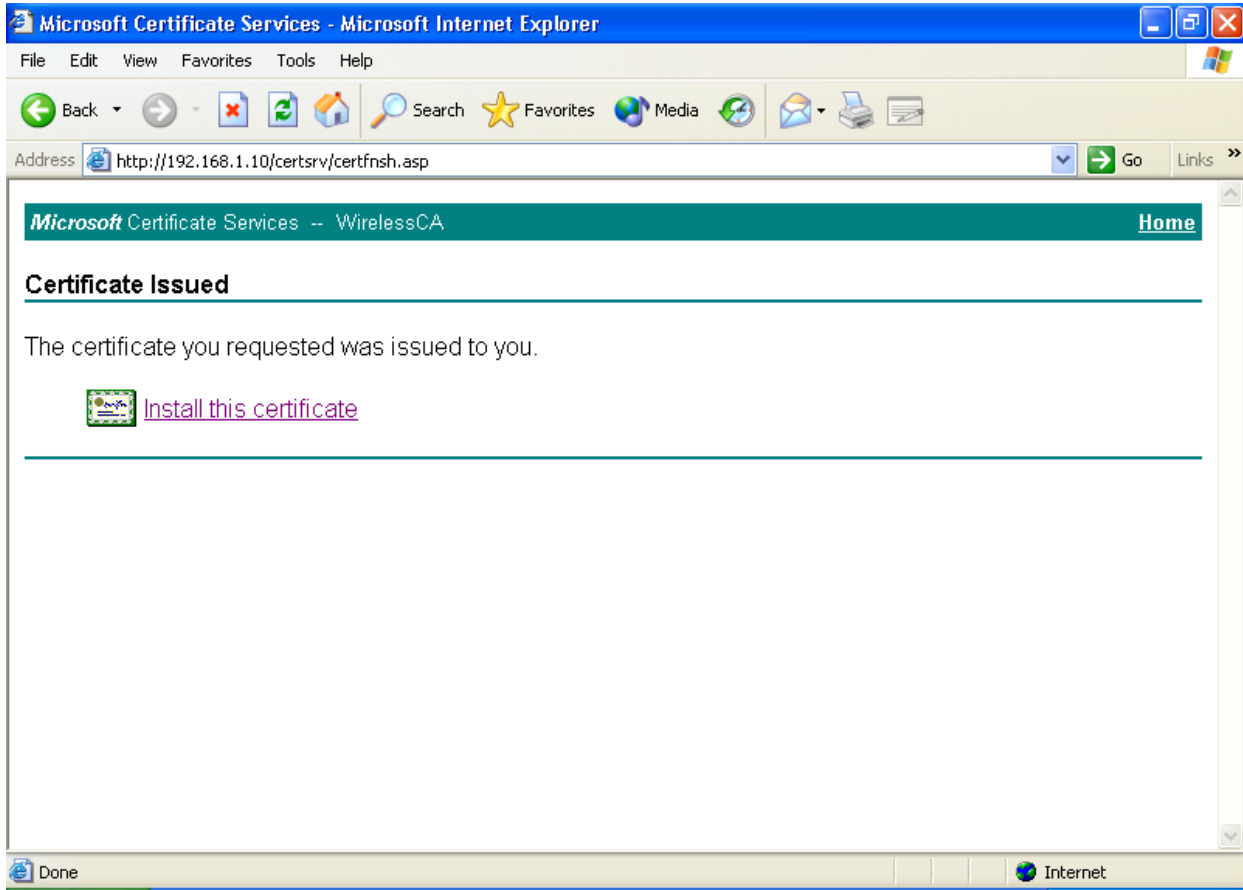 Microsoft Certificate Services - Microsoft Internet Explorer
File Edit View Favorites Tools Help
Back Search Favorites Media
Address http://192.168.1.10/certsrv/certfnsh.asp Go Links »
Microsoft Certificate Services -- WirelessCA Home
Certificate Issued
The certificate you requested was issued to you.
Install this certificate
Done Internet